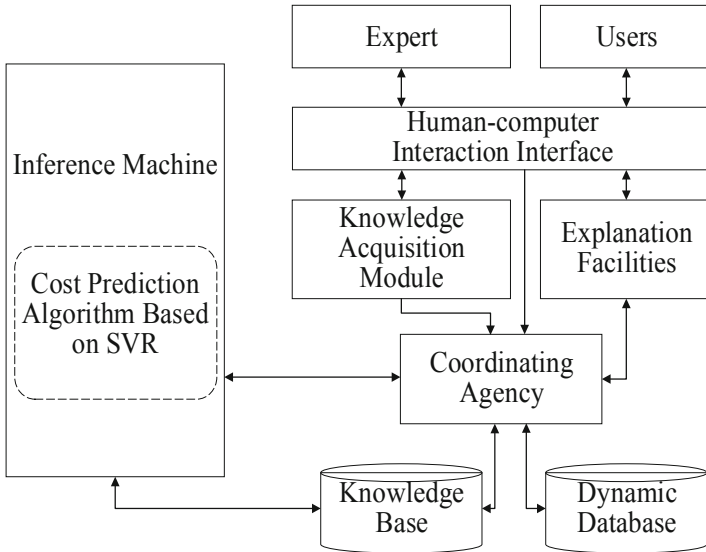 Expert
Users
Human-computer
Interaction Interface
Inference Machine
Knowledge
Acquisition
Module
Explanation
Facilities
Cost Prediction
Algorithm Based
on SVR
Coordinating
Agency
Knowledge
Base
Dynamic
Database